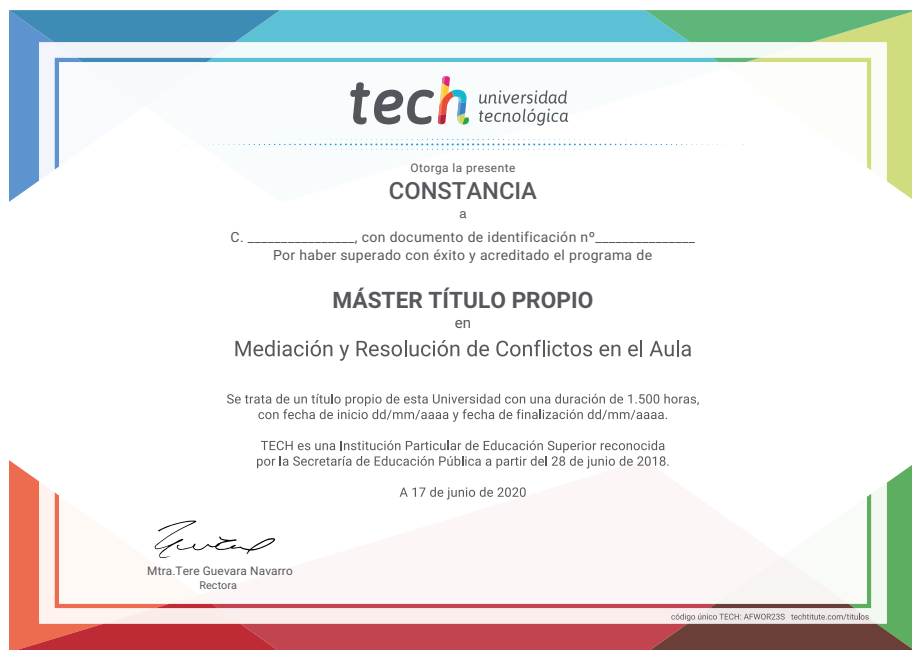 tech universidad
tecnológica
Otorga la presente
CONSTANCIA
a
C. ________________, con documento de identificación nº_______________
Por haber superado con éxito y acreditado el programa de
MÁSTER TÍTULO PROPIO
en
Mediación y Resolución de Conflictos en el Aula
Se trata de un título propio de esta Universidad con una duración de 1.500 horas,
con fecha de inicio dd/mm/aaaa y fecha de finalización dd/mm/aaaa.
TECH es una Institución Particular de Educación Superior reconocida
por la Secretaría de Educación Pública a partir del 28 de junio de 2018.
A 17 de junio de 2020
Mtra.Tere Guevara Navarro
Rectora
código único TECH: AFWOR23S techtitute.com/titulos